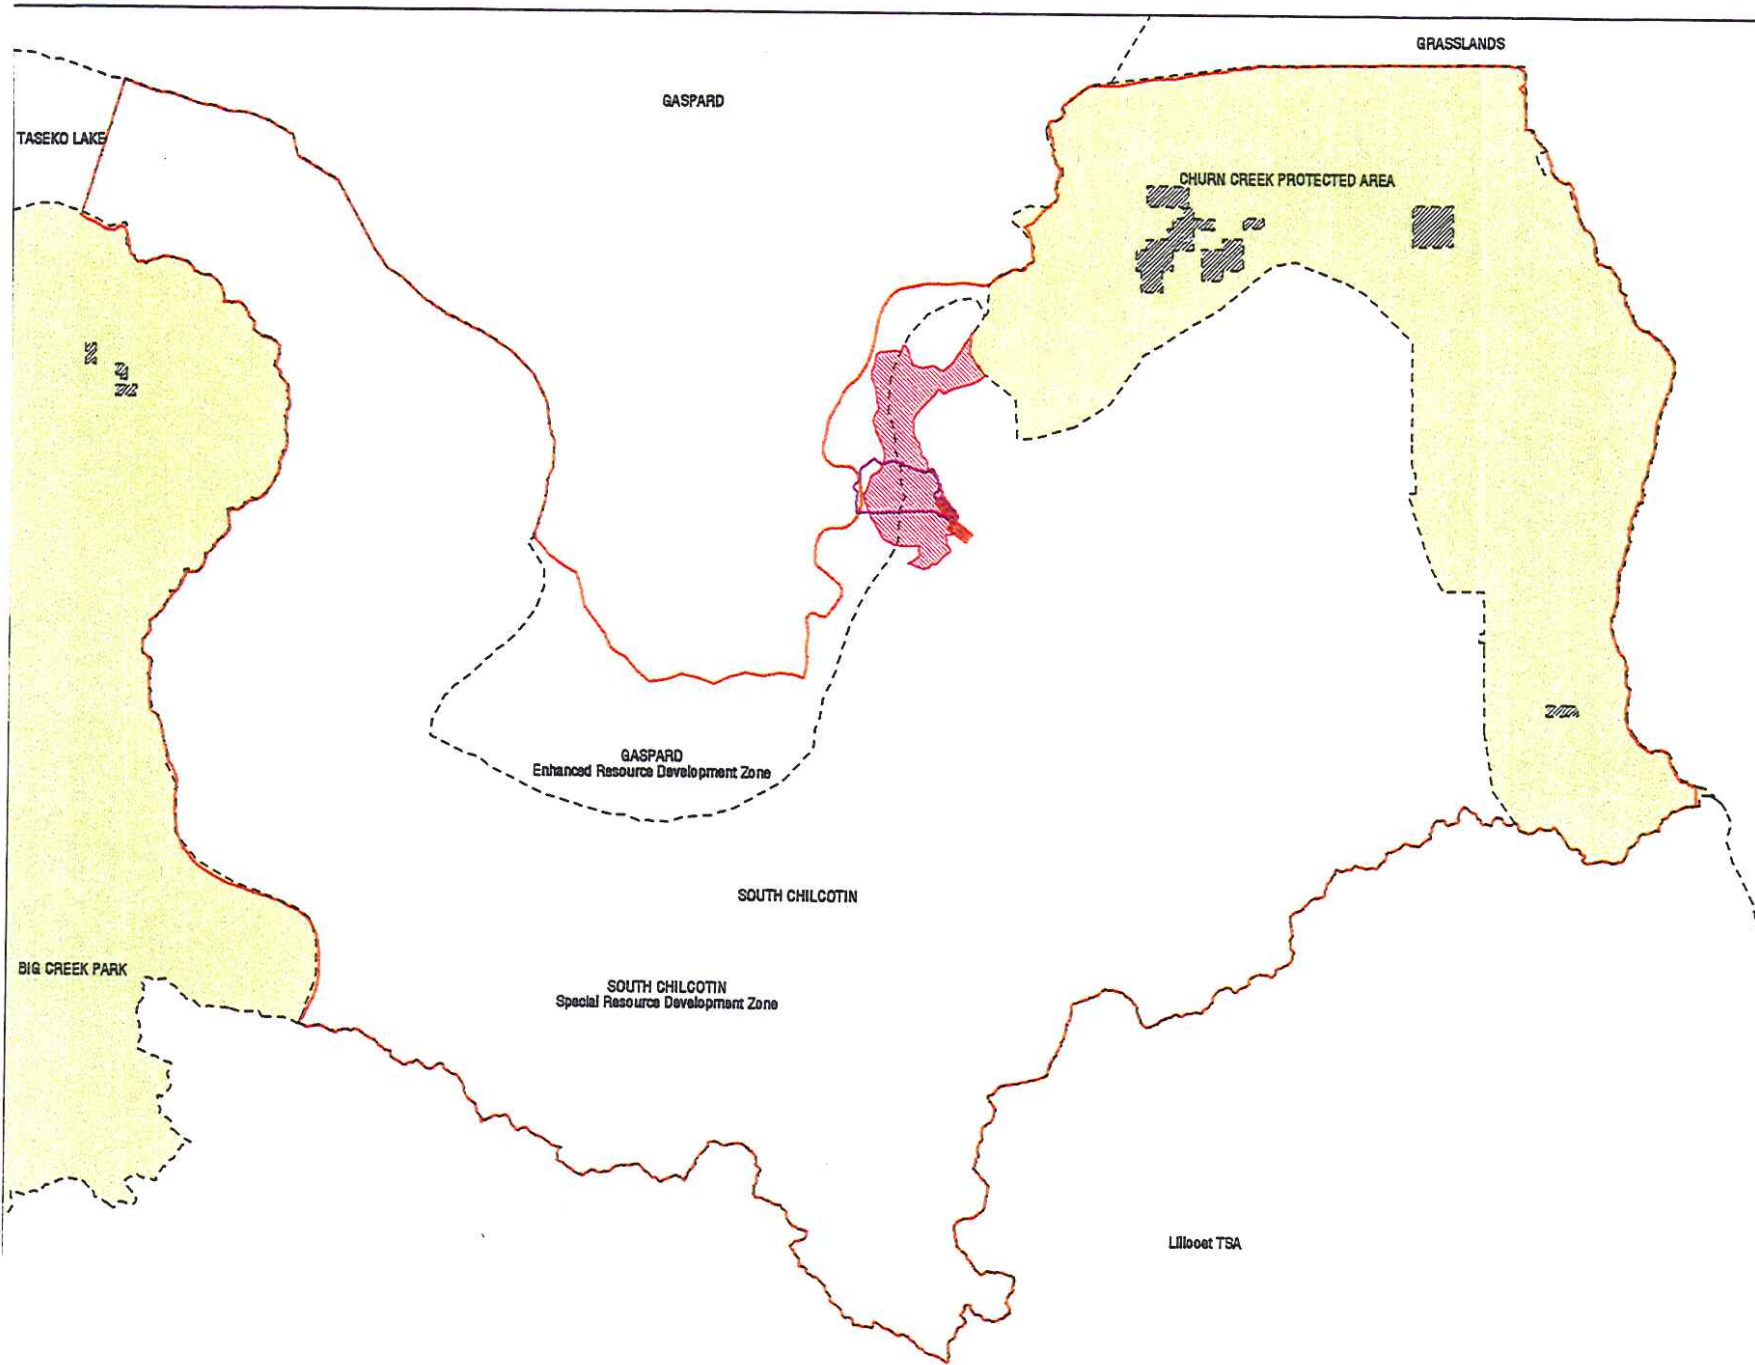 GRASSLANDS
GASPARD
TASEKO LAKE
CHURN CREEK PROTECTED AREA
GASPARD
Enhanced Resource Development Zone
SOUTH CHILCOTIN
BIG CREEK PARK
SOUTH CHILCOTIN
Special Resource Development Zone
Lillooet TSA